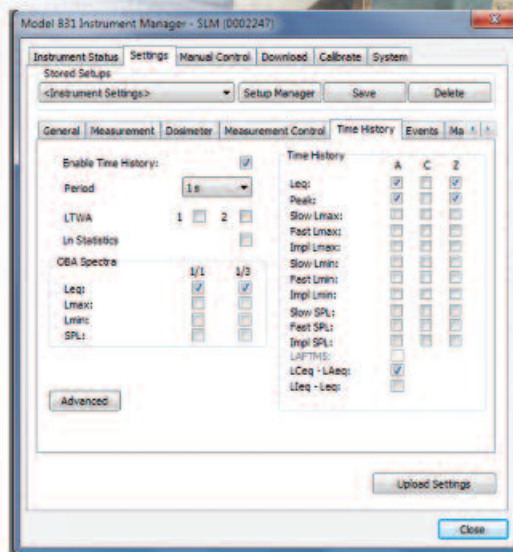 Model 831 Instrument Manager - SLM (0002247)
Instrument Status Settings Manual Control Download Calibrate System
Stored Setups
<Instrument Settings> Setup Manager Save Delete
General Measurement Dosimeter Measurement Control Time History Events Ma
Enable Time History:
Period 1 s
LTWA 1 2
Ln Statistics
OBA Spectra
1/1 1/3
Leq:
Lmax:
Lmin:
SPL:
Advanced
Time History
A C Z
Leq:
Peak:
Slow Lmax:
Fast Lmax:
Impl Lmax:
Slow Lmin:
Fast Lmin:
Impl Lmin:
Slow SPL:
Fast SPL:
Impl SPL:
LAFTM5:
LCeq - LAeq:
LIeq - Leq:
Upload Settings
Close